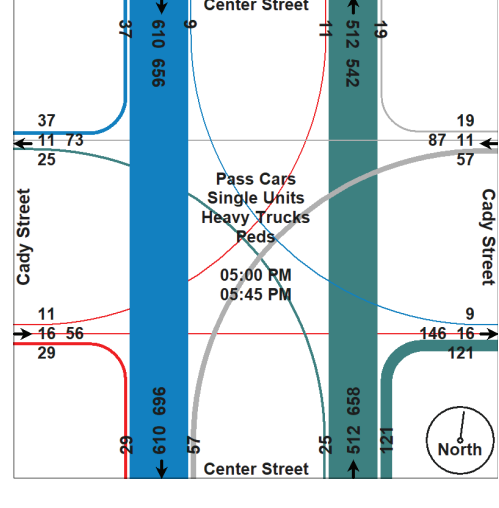 Center Street
37 610 656 9 11 512 542 19
37
11 73
25
19
87 11
57
Pass Cars
Single Units
Heavy Trucks
Peds
05:00 PM
05:45 PM
Cady Street
Cady Street
11
16 56
29
9
146 16
121
29 610 696 57 25 512 658 121
Center Street
North